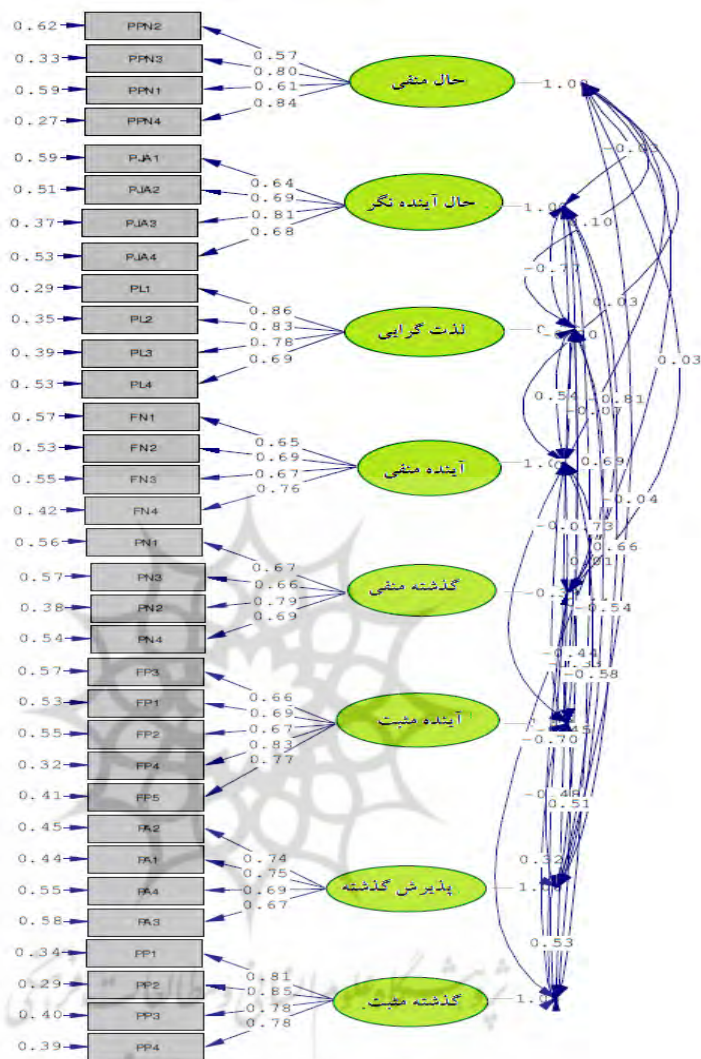 0.62 PPN2 0.57
0.33 PPN3 0.80
0.59 PPN1 0.61
0.27 PPN4 0.84
حال منفی 1.00
0.59 PJA1 0.64
0.51 PJA2 0.69
0.37 PJA3 0.81
0.53 PJA4 0.68
حال آینده نگر
0.29 PL1 0.86
0.35 PL2 0.83
0.39 PL3 0.78
0.53 PL4 0.69
لذت گرایی
0.57 FN1 0.65
0.53 FN2 0.69
0.55 FN3 0.67
0.42 FN4 0.76
آینده منفی
0.56 PN1 0.67
0.57 PN3 0.66
0.38 PN2 0.79
0.54 PN4 0.69
گذشته منفی
0.57 FP3 0.66
0.53 FP1 0.69
0.55 FP2 0.67
0.32 FP4 0.83
0.41 FP5 0.77
آینده مثبت
0.45 PA2 0.74
0.44 PA1 0.75
0.55 PA4 0.69
0.58 PA3 0.67
پذیرش گذشته
0.34 PP1 0.81
0.29 PP2 0.85
0.40 PP3 0.78
0.39 PP4 0.78
گذشته مثبت
-0.77
0.03
0.03
0.54
-0.81
0.69
-0.04
0.66
-0.54
-0.44
-0.58
-0.70
0.51
0.32
0.53